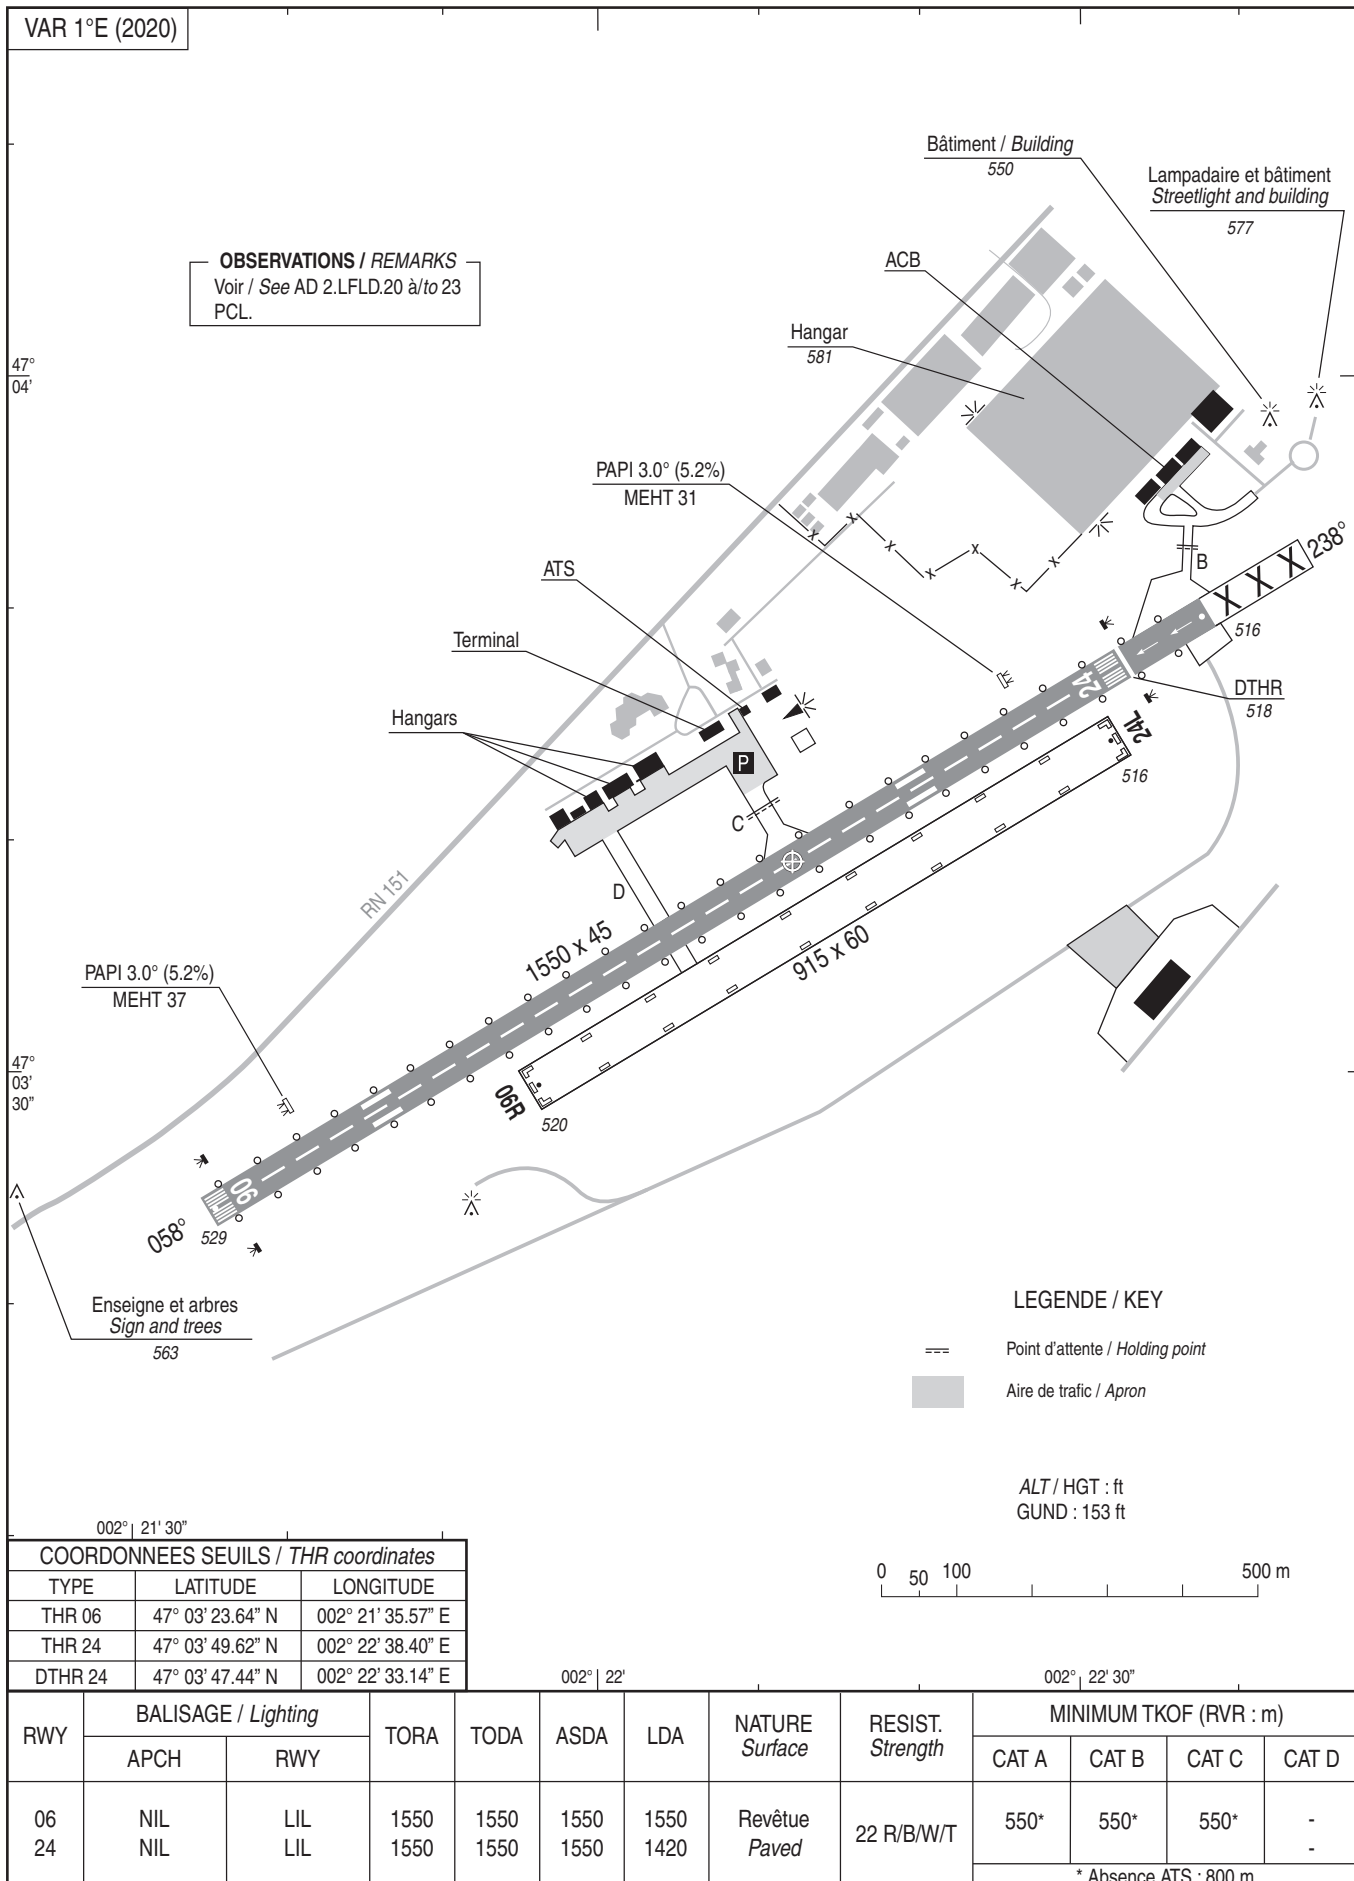 VAR 1°E (2020)
Bâtiment / Building
550
Lampadaire et bâtiment
Streetlight and building
577
OBSERVATIONS / REMARKS
Voir / See AD 2.LFLD.20 à/to 23
PCL.
ACB
Hangar
581
47°
04'
PAPI 3.0° (5.2%)
MEHT 31
ATS
Terminal
Hangars
X X X
238°
B
516
24
DTHR
518
24L
516
P
C
D
RN 151
1550 x 45
915 x 60
PAPI 3.0° (5.2%)
MEHT 37
47°
03'
30”
06R
520
06
058°
529
Enseigne et arbres
Sign and trees
563
LEGENDE / KEY
Point d’attente / Holding point
Aire de trafic / Apron
ALT / HGT : ft
GUND : 153 ft
0 50 100 500 m
002° 21' 30”
002° 22'
002° 22' 30”
COORDONNEES SEUILS / THR coordinates
TYPE LATITUDE LONGITUDE
THR 06 47° 03’ 23.64” N 002° 21’ 35.57” E
THR 24 47° 03’ 49.62” N 002° 22’ 38.40” E
DTHR 24 47° 03’ 47.44” N 002° 22’ 33.14” E
RWY BALISAGE / Lighting TORA TODA ASDA LDA NATURE RESIST. MINIMUM TKOF (RVR : m)
Surface Strength
APCH RWY CAT A CAT B CAT C CAT D
06 NIL LIL 1550 1550 1550 1550 Revêtue 22 R/B/W/T 550* 550* 550* -
24 NIL LIL 1550 1550 1550 1420 Paved -
* Absence ATS : 800 m